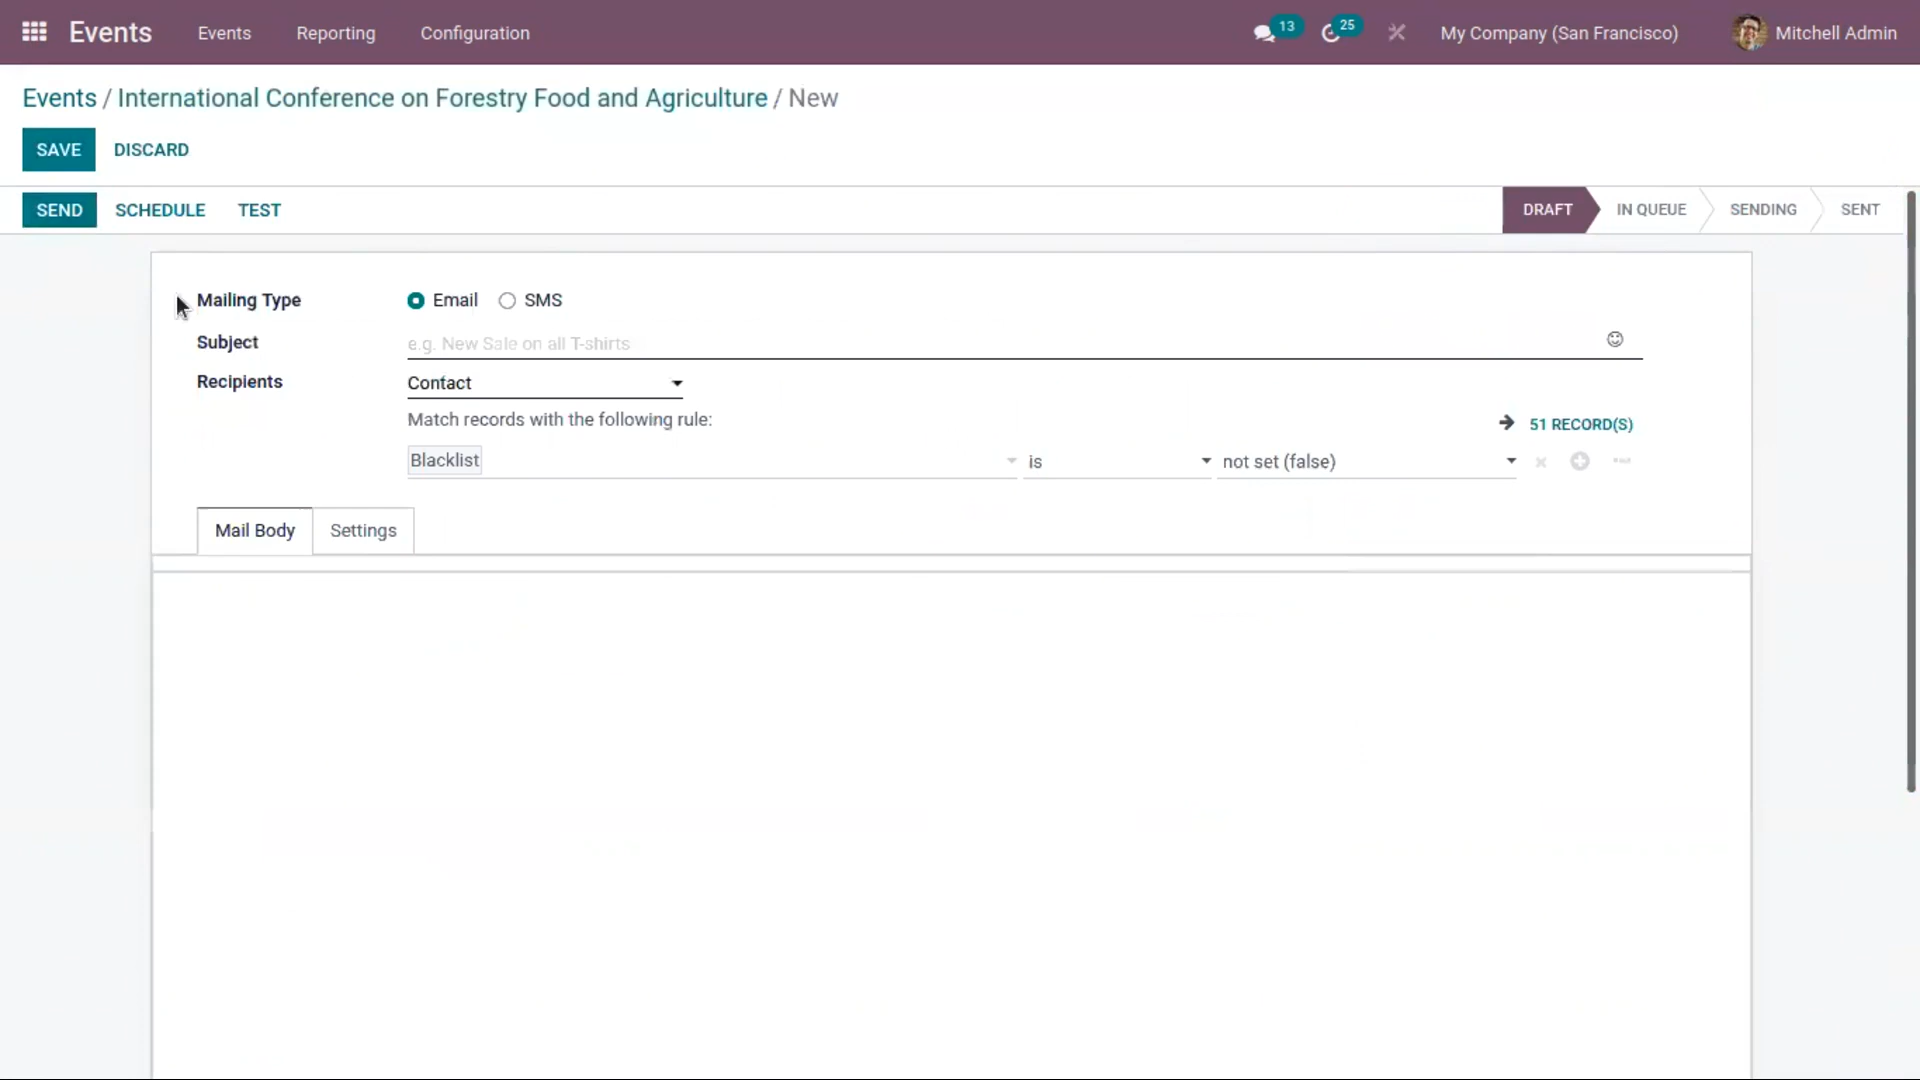 Events Events Reporting Configuration 13 25 My Company (San Francisco) Mitchell Admin
Events / International Conference on Forestry Food and Agriculture / New
SAVE DISCARD
SEND SCHEDULE TEST DRAFT IN QUEUE SENDING SENT
Mailing Type Email SMS
Subject e.g. New Sale on all T-shirts
Recipients Contact
Match records with the following rule: 51 RECORD(S)
Blacklist is not set (false)
Mail Body Settings